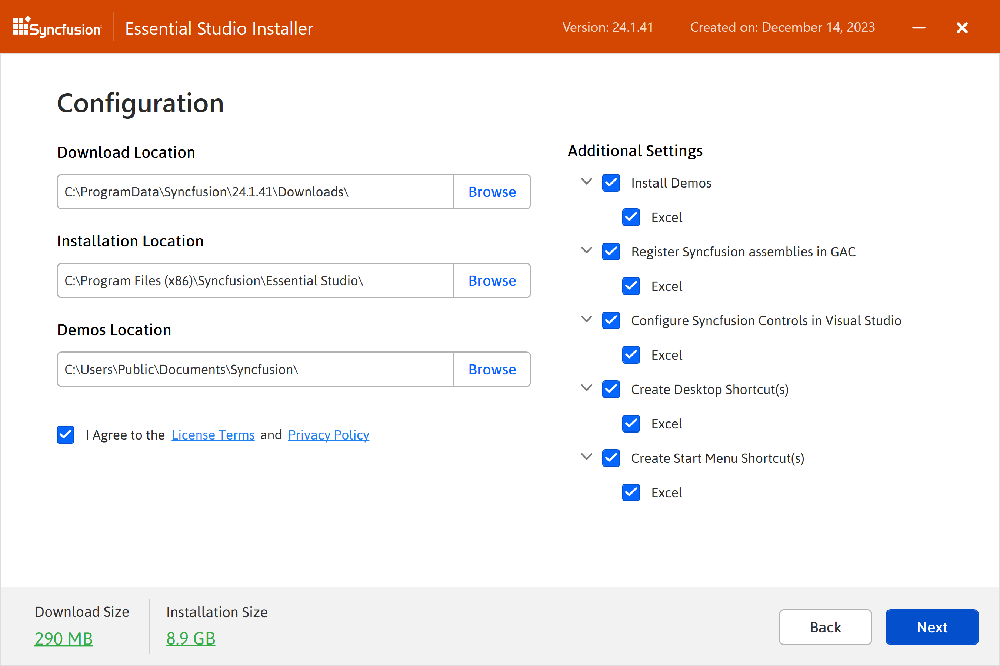 Syncfusion Essential Studio Installer Version: 24.1.41 Created on: December 14, 2023
Configuration
Download Location
C:\ProgramData\Syncfusion\24.1.41\Downloads\ Browse
Installation Location
C:\Program Files (x86)\Syncfusion\Essential Studio\ Browse
Demos Location
C:\Users\Public\Documents\Syncfusion\ Browse
I Agree to the License Terms and Privacy Policy
Additional Settings
Install Demos
Excel
Register Syncfusion assemblies in GAC
Excel
Configure Syncfusion Controls in Visual Studio
Excel
Create Desktop Shortcut(s)
Excel
Create Start Menu Shortcut(s)
Excel
Download Size
290 MB
Installation Size
8.9 GB
Back
Next